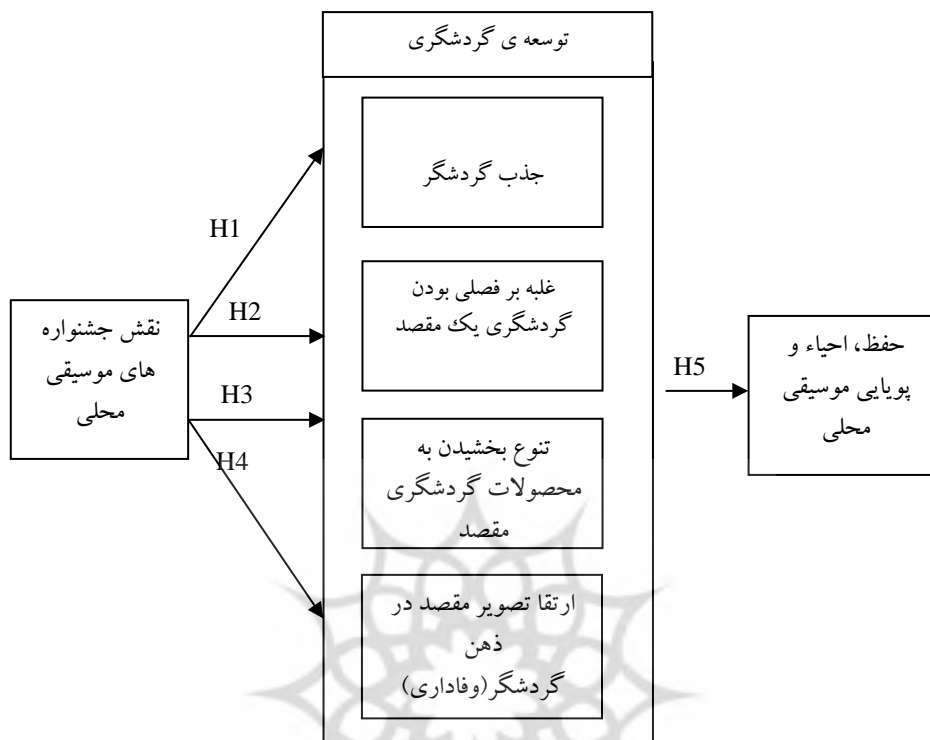 توسعه ی گردشگری
جذب گردشگر
H1
غلبه بر فصلی بودن
گردشگری یک مقصد
H2
نقش جشنواره
های موسیقی
محلی
حفظ، احیاء و
پویایی موسیقی
محلی
H5
H3
تنوع بخشیدن به
محصولات گردشگری
مقصد
H4
ارتقا تصویر مقصد در
ذهن
گردشگر(وفاداری)